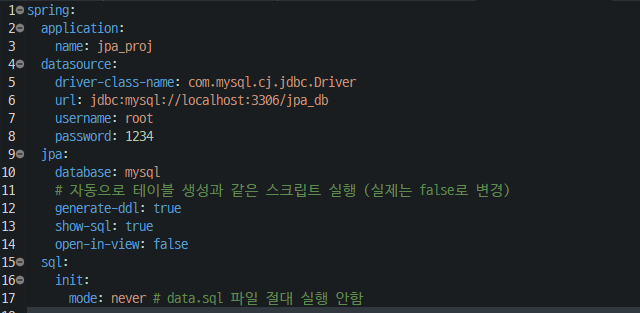 1 spring:
2   application:
3     name: jpa_proj
4   datasource:
5     driver-class-name: com.mysql.cj.jdbc.Driver
6     url: jdbc:mysql://localhost:3306/jpa_db
7     username: root
8     password: 1234
9   jpa:
10     database: mysql
11     # 자동으로 테이블 생성과 같은 스크립트 실행 (실제는 false로 변경)
12     generate-ddl: true
13     show-sql: true
14     open-in-view: false
15   sql:
16     init:
17       mode: never # data.sql 파일 절대 실행 안함